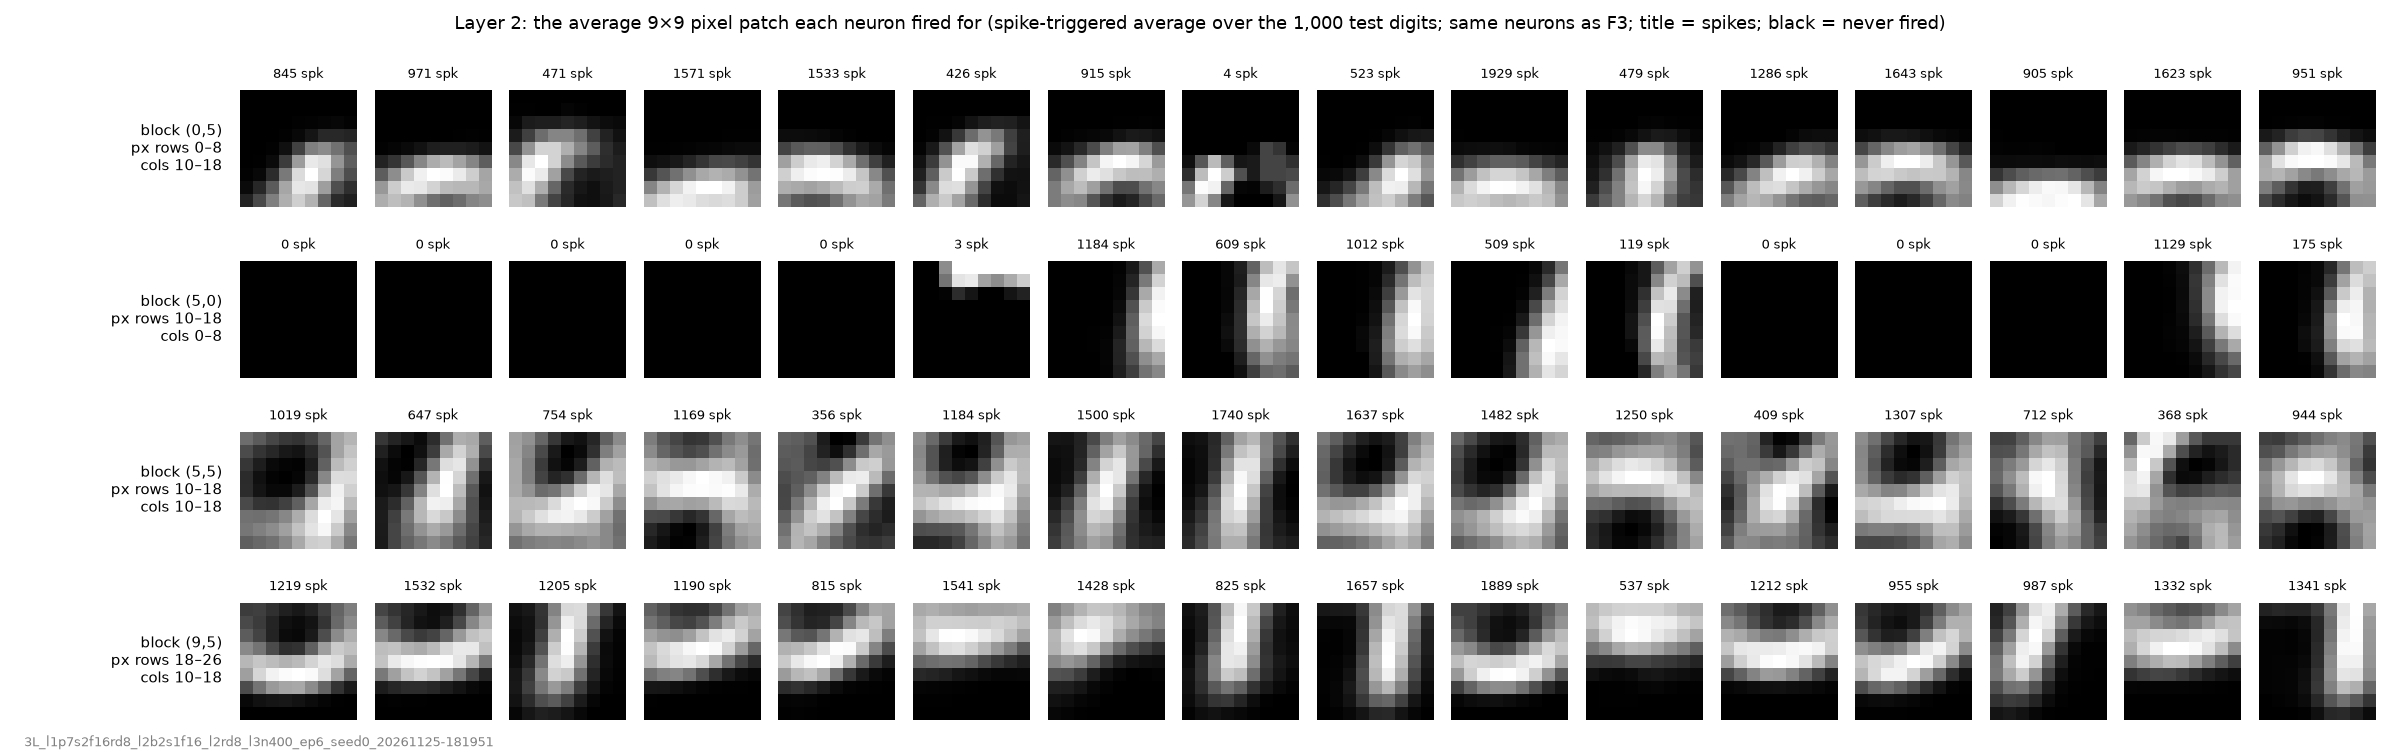 Layer 2: the average 9×9 pixel patch each neuron fired for (spike-triggered average over the 1,000 test digits; same neurons as F3; title = spikes; black = never fired)
845 spk 971 spk 471 spk 1571 spk 1533 spk 426 spk 915 spk 4 spk 523 spk 1929 spk 479 spk 1286 spk 1643 spk 905 spk 1623 spk 951 spk
block (0,5)
px rows 0–8
cols 10–18
0 spk 0 spk 0 spk 0 spk 0 spk 3 spk 1184 spk 609 spk 1012 spk 509 spk 119 spk 0 spk 0 spk 0 spk 1129 spk 175 spk
block (5,0)
px rows 10–18
cols 0–8
1019 spk 647 spk 754 spk 1169 spk 356 spk 1184 spk 1500 spk 1740 spk 1637 spk 1482 spk 1250 spk 409 spk 1307 spk 712 spk 368 spk 944 spk
block (5,5)
px rows 10–18
cols 10–18
1219 spk 1532 spk 1205 spk 1190 spk 815 spk 1541 spk 1428 spk 825 spk 1657 spk 1889 spk 537 spk 1212 spk 955 spk 987 spk 1332 spk 1341 spk
block (9,5)
px rows 18–26
cols 10–18
3L_l1p7s2f16rd8_l2b2s1f16_l2rd8_l3n400_ep6_seed0_20261125-181951